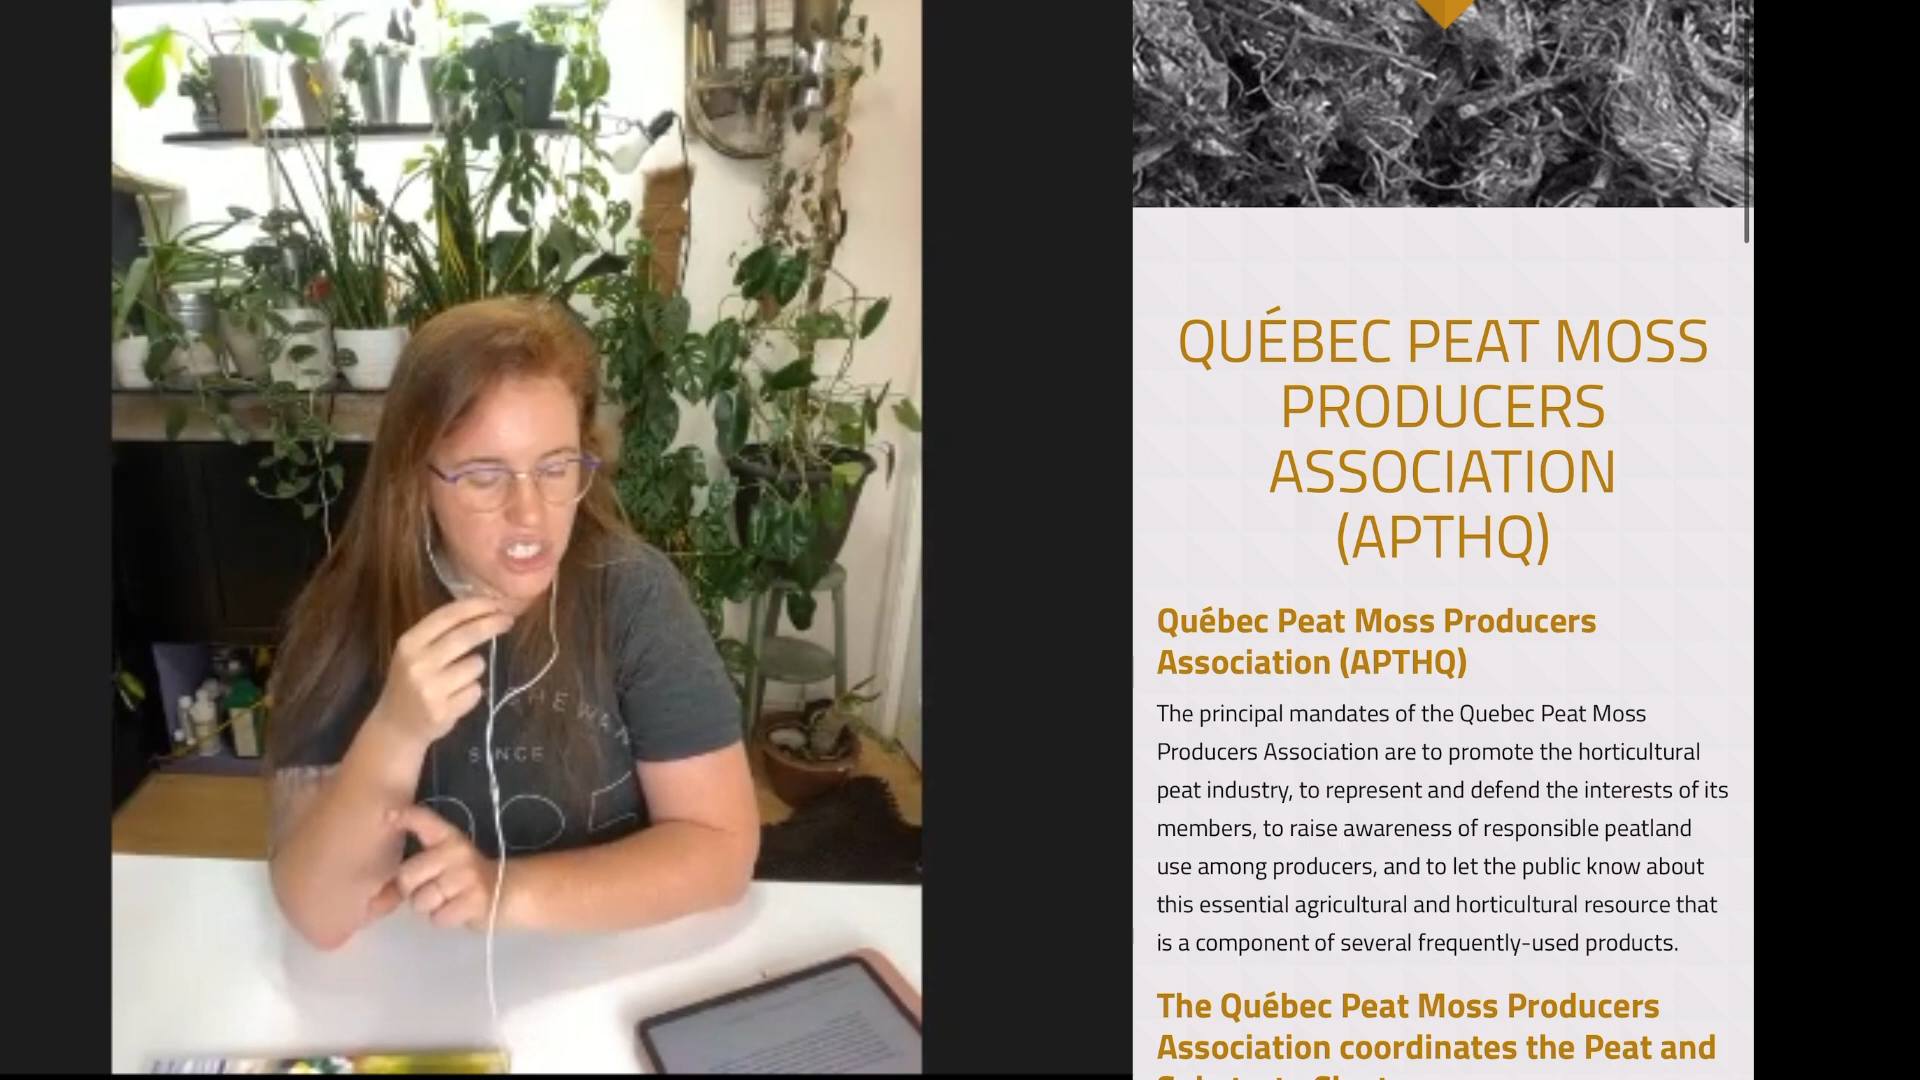 SINCE
QUÉBEC PEAT MOSS
PRODUCERS
ASSOCIATION
(APTHQ)
Québec Peat Moss Producers
Association (APTHQ)
The principal mandates of the Quebec Peat Moss
Producers Association are to promote the horticultural
peat industry, to represent and defend the interests of its
members, to raise awareness of responsible peatland
use among producers, and to let the public know about
this essential agricultural and horticultural resource that
is a component of several frequently-used products.
The Québec Peat Moss Producers
Association coordinates the Peat and